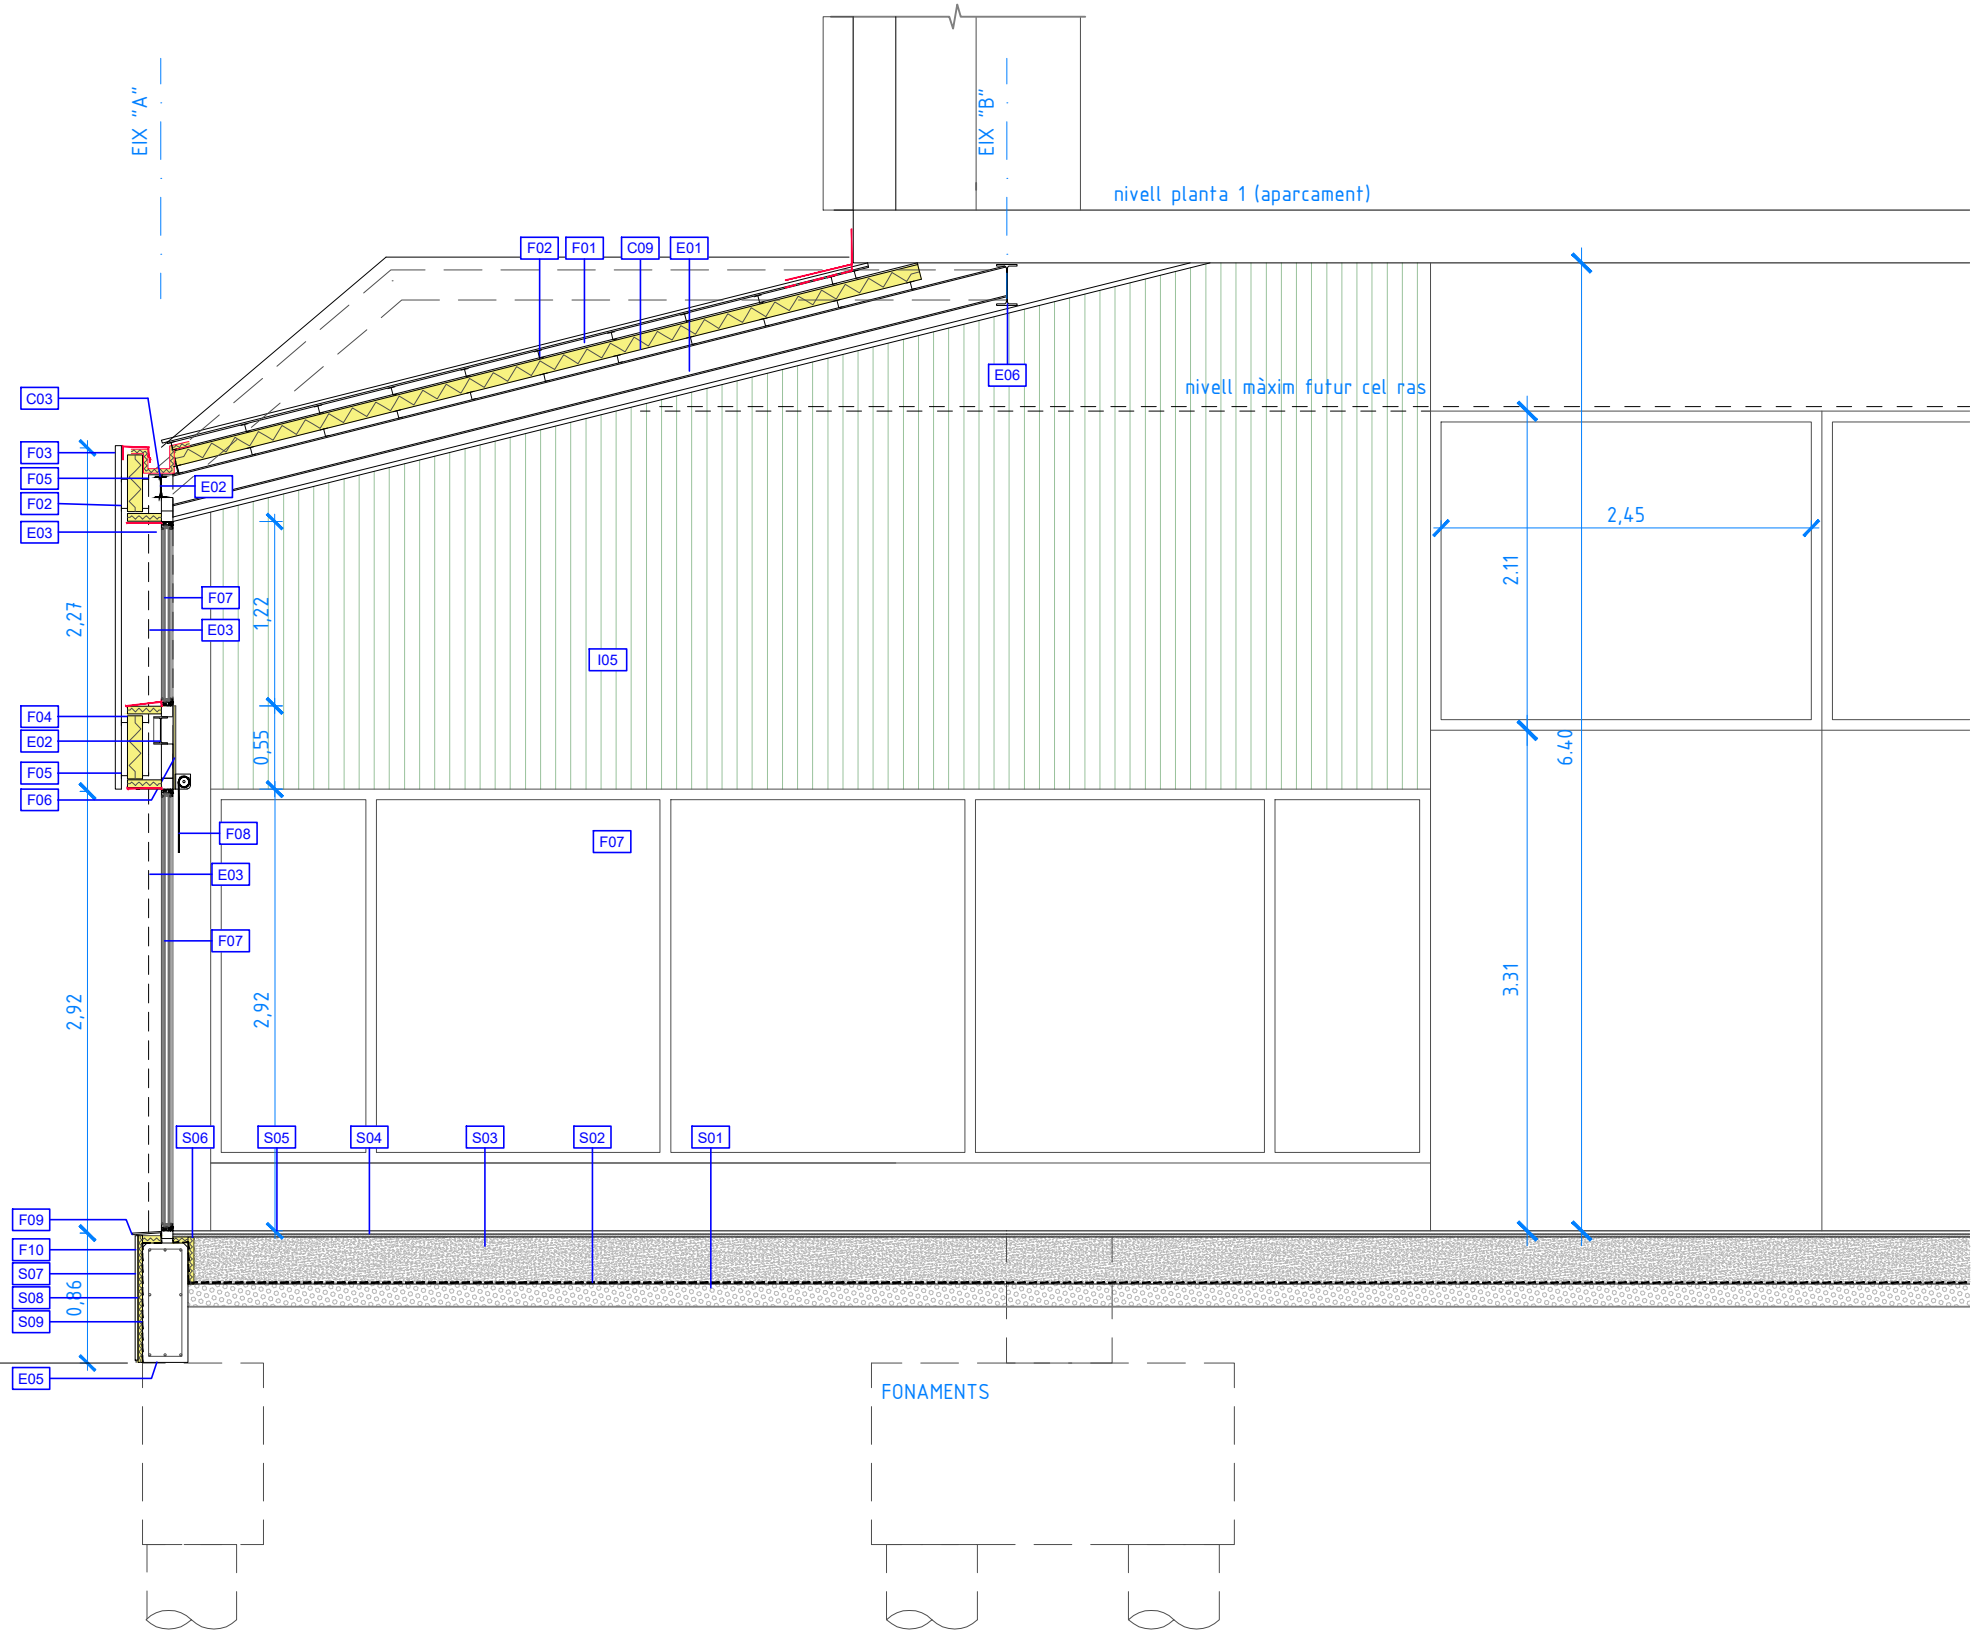 EIX "A"
EIX "B"
nivell planta 1 (aparcament)
F02
F01
C09
E01
E06
nivell màxim futur cel ras
C03
F03
F05
F02
E03
E02
2,45
2.11
F07
E03
1,22
2,27
I05
F04
E02
F05
F06
0,55
6.40
F08
F07
E03
F07
2,92
2,92
3.31
S06
S05
S04
S03
S02
S01
F09
F10
S07
S08
S09
0,86
E05
FONAMENTS